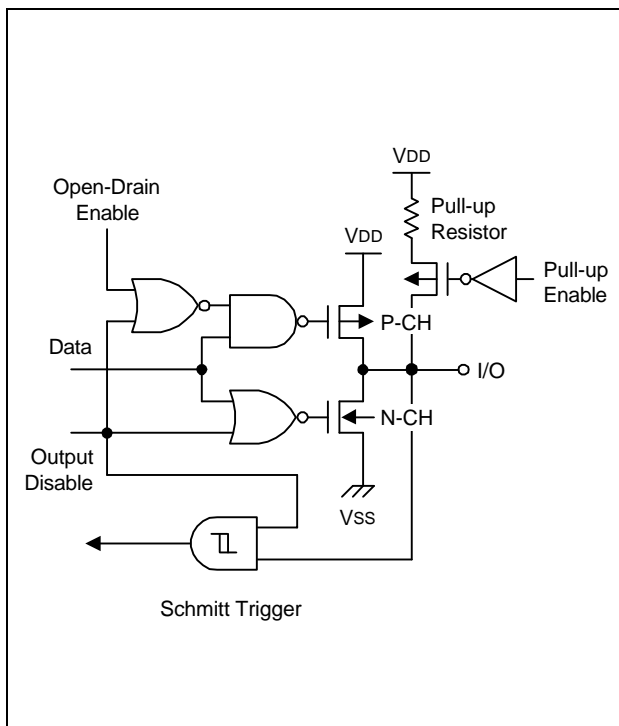 VDD
Pull-up
Resistor
Open-Drain
Enable
VDD
Pull-up
Enable
P-CH
Data
I/O
N-CH
Output
Disable
VSS
Schmitt Trigger